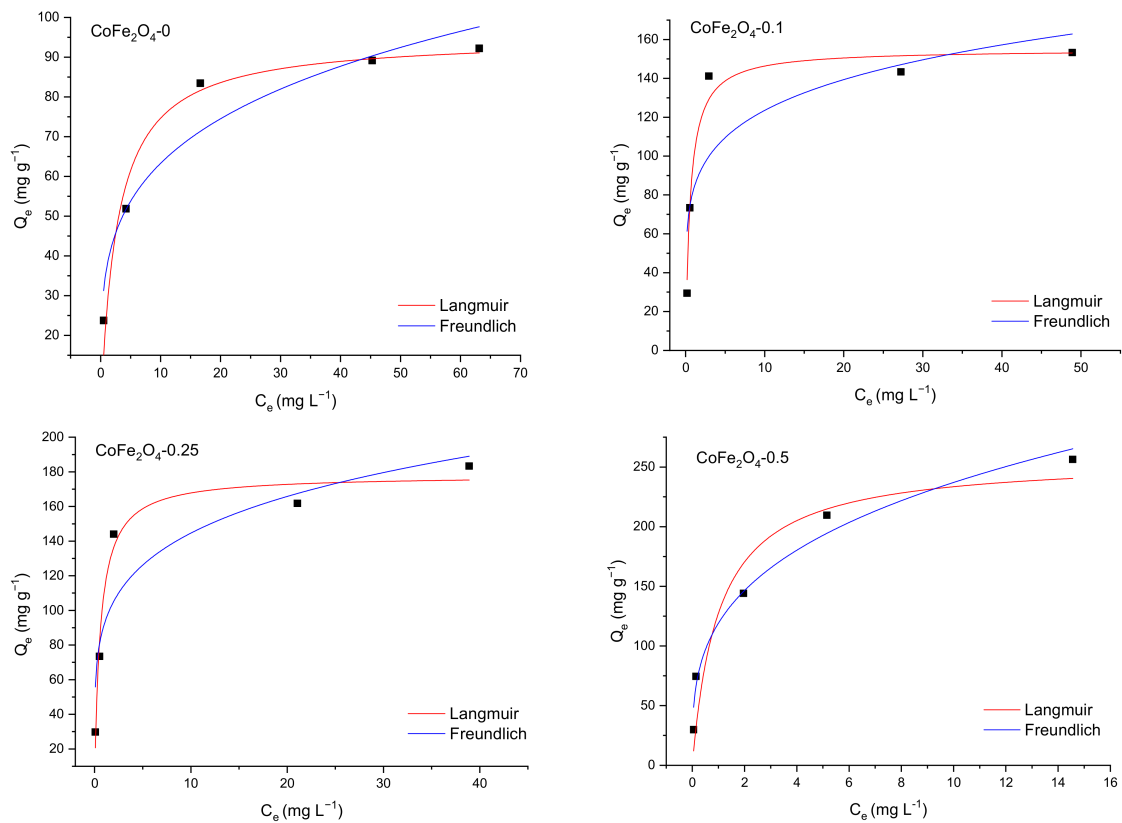 CoFe₂O₄-0
100
90
80
70
60
50
40
30
20
Qₑ (mg g⁻¹)
Langmuir
Freundlich
0 10 20 30 40 50 60 70
Cₑ (mg L⁻¹)
CoFe₂O₄-0.1
160
140
120
100
80
60
40
20
0
Qₑ (mg g⁻¹)
Langmuir
Freundlich
0 10 20 30 40 50
Cₑ (mg L⁻¹)
CoFe₂O₄-0.25
200
180
160
140
120
100
80
60
40
20
Qₑ (mg g⁻¹)
Langmuir
Freundlich
0 10 20 30 40
Cₑ (mg L⁻¹)
CoFe₂O₄-0.5
250
200
150
100
50
0
Qₑ (mg g⁻¹)
Langmuir
Freundlich
0 2 4 6 8 10 12 14 16
Cₑ (mg L⁻¹)